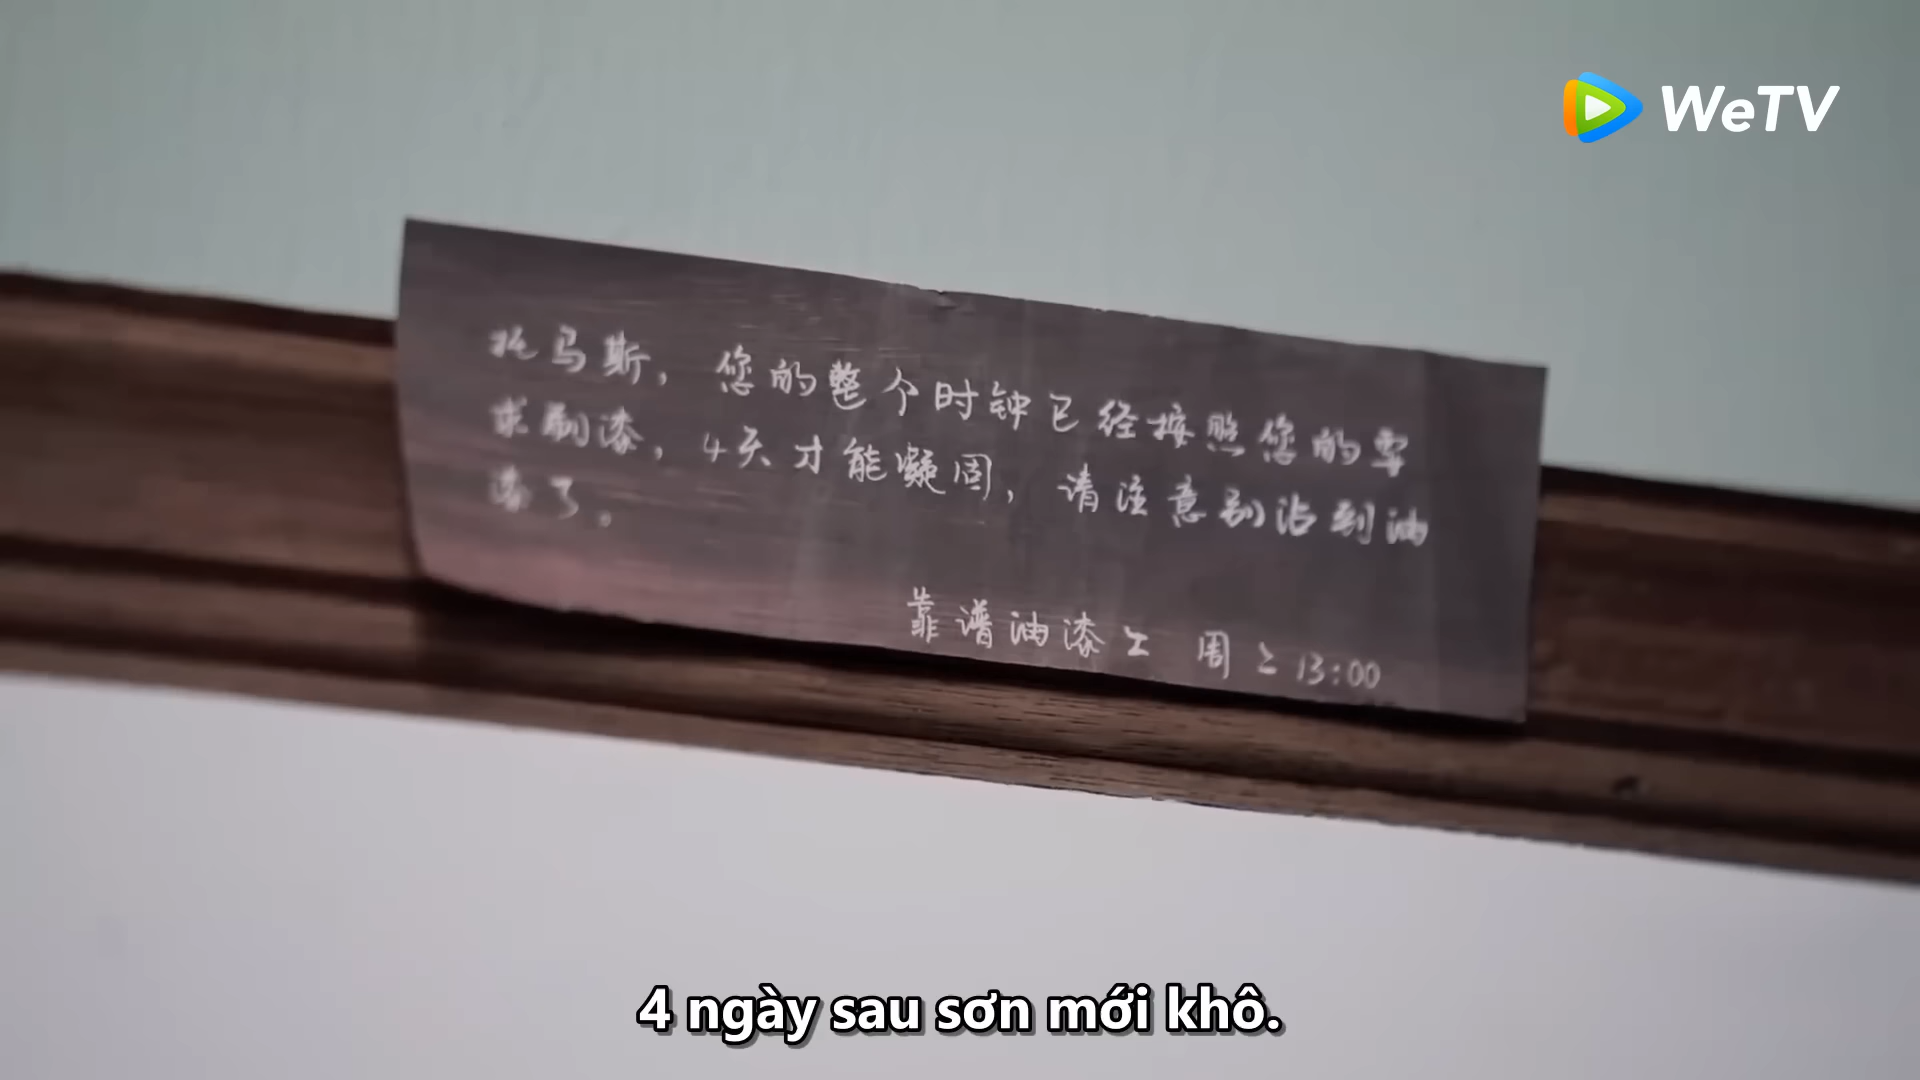 WeTV
托马斯，您的整个时钟已经按照您的要
求刷漆，4天才能凝固，请注意别沾到油
漆了。
靠谱油漆工 周二 13:00
4 ngày sau sơn mới khô.